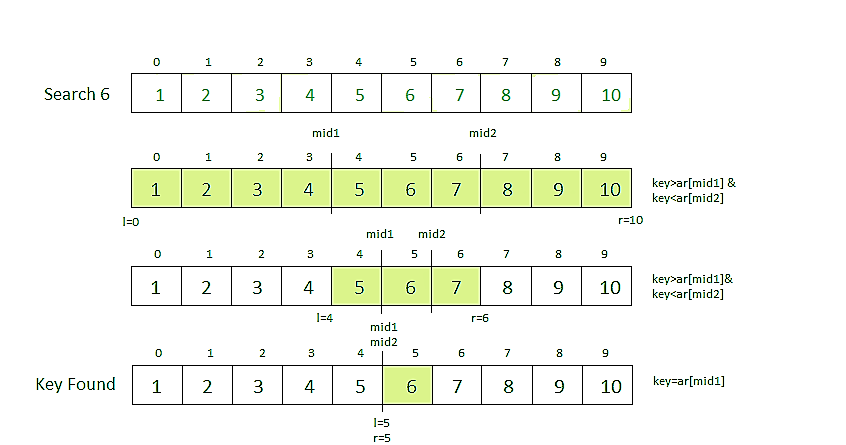 0 1 2 3 4 5 6 7 8 9
Search 6 1 2 3 4 5 6 7 8 9 10
mid1 mid2
0 1 2 3 4 5 6 7 8 9
1 2 3 4 5 6 7 8 9 10
key>ar[mid1] &
key<ar[mid2]
l=0 r=10
mid1 mid2
0 1 2 3 4 5 6 7 8 9
1 2 3 4 5 6 7 8 9 10
key>ar[mid1]&
key<ar[mid2]
l=4 r=6
mid1
mid2
0 1 2 3 4 5 6 7 8 9
Key Found 1 2 3 4 5 6 7 8 9 10 key=ar[mid1]
l=5
r=5